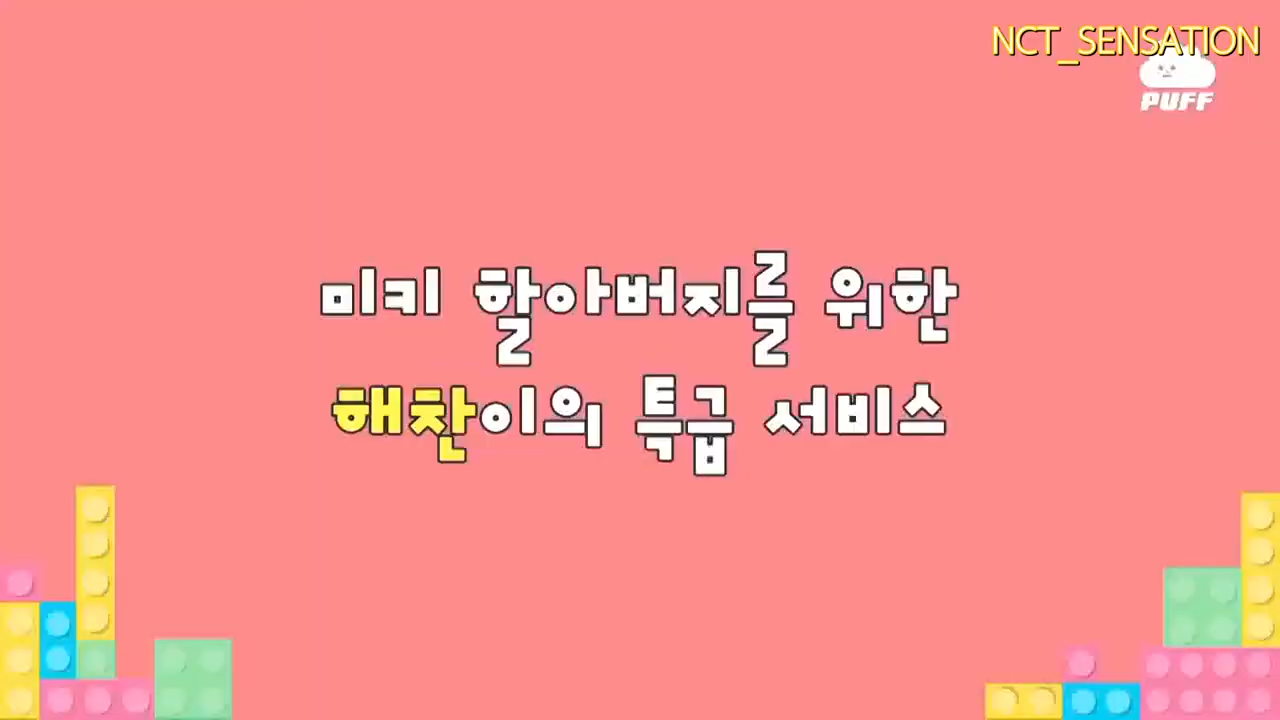 NCT_SENSATION
PUFF
미키 할아버지를 위한
해찬이의 특급 서비스